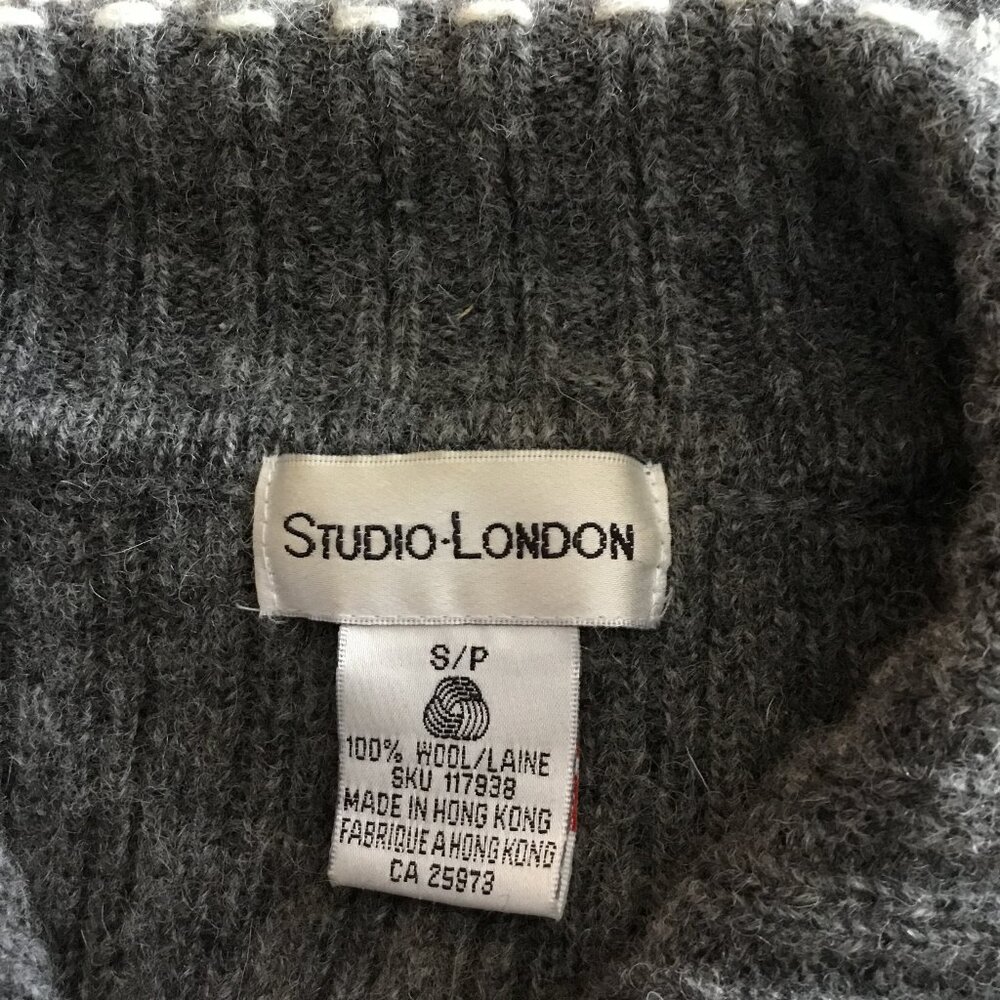 STUDIO·LONDON
S/P
100% WOOL/LAINE
SKU 117938
MADE IN HONG KONG
FABRIQUE A HONG KONG
CA 25973